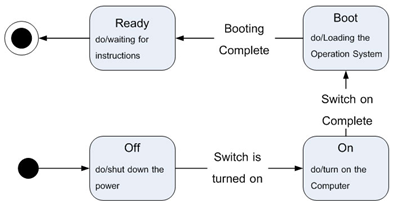 Ready
do/waiting for
instructions
Booting
Complete
Boot
do/Loading the
Operation System
Switch on
Complete
Off
do/shut down the
power
Switch is
turned on
On
do/turn on the
Computer